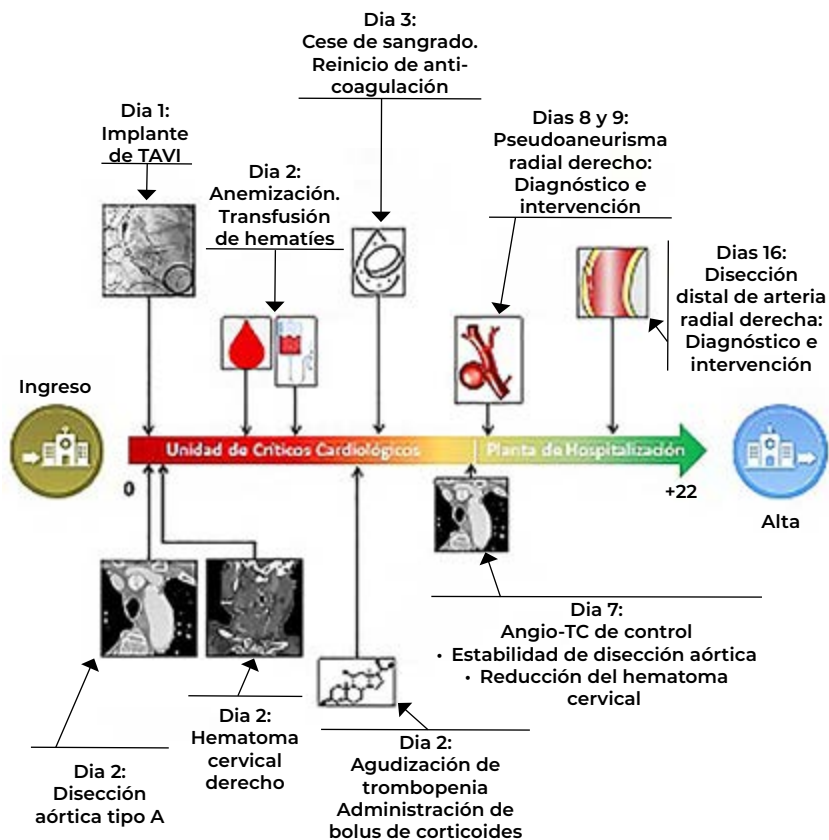 Dia 3:
Cese de sangrado.
Reinicio de anti-
coagulación
Dia 1:
Implante
de TAVI
Dia 2:
Anemización.
Transfusión
de hematíes
Dias 8 y 9:
Pseudoaneurisma
radial derecho:
Diagnóstico e
intervención
Dias 16:
Disección
distal de arteria
radial derecha:
Diagnóstico e
intervención
Ingreso
Unidad de Críticos Cardiológicos
Planta de Hospitalización
0
+22
Alta
Dia 7:
Angio-TC de control
• Estabilidad de disección aórtica
• Reducción del hematoma
cervical
Dia 2:
Disección
aórtica tipo A
Dia 2:
Hematoma
cervical
derecho
Dia 2:
Agudización de
trombopenia
Administración de
bolus de corticoides